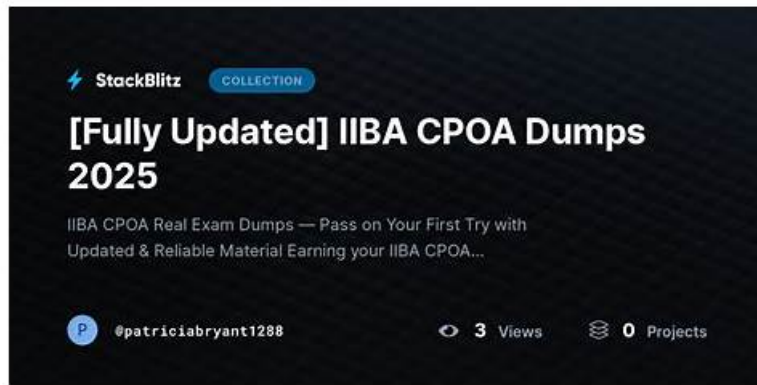 StackBlitz COLLECTION
[Fully Updated] IIBA CPOA Dumps
2025
IIBA CPOA Real Exam Dumps — Pass on Your First Try with
Updated & Reliable Material Earning your IIBA CPOA...
P @patriciabryant1288 3 Views 0 Projects